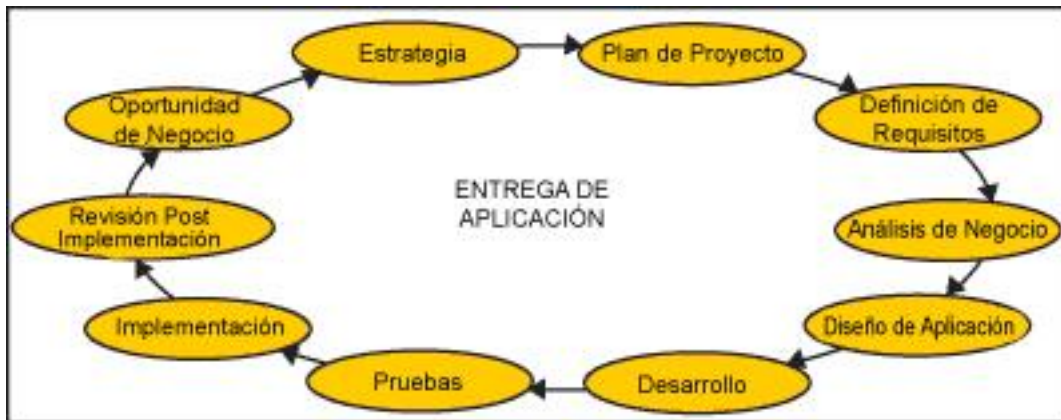 Estrategia
Plan de Proyecto
Oportunidad
de Negocio
Definición de
Requisitos
ENTREGA DE
APLICACIÓN
Revisión Post
Implementación
Análisis de Negocio
Implementación
Diseño de Aplicación
Pruebas
Desarrollo